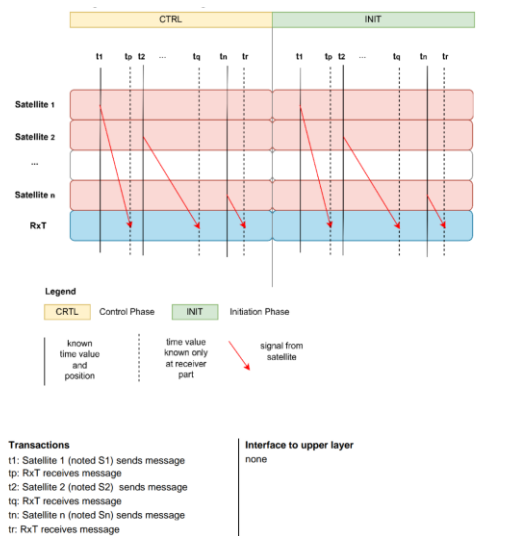 CTRL INIT
t1 tp t2 ... tq tn tr t1 tp t2 ... tq tn tr
Satellite 1
Satellite 2
...
Satellite n
RxT
Legend
CRTL Control Phase INIT Initiation Phase
known
time value
and
position
time value
known only
at receiver
part
signal from
satellite
Transactions
t1: Satellite 1 (noted S1) sends message
tp: RxT receives message
t2: Satellite 2 (noted S2) sends message
tq: RxT receives message
tn: Satellite n (noted Sn) sends message
tr: RxT receives message
Interface to upper layer
none